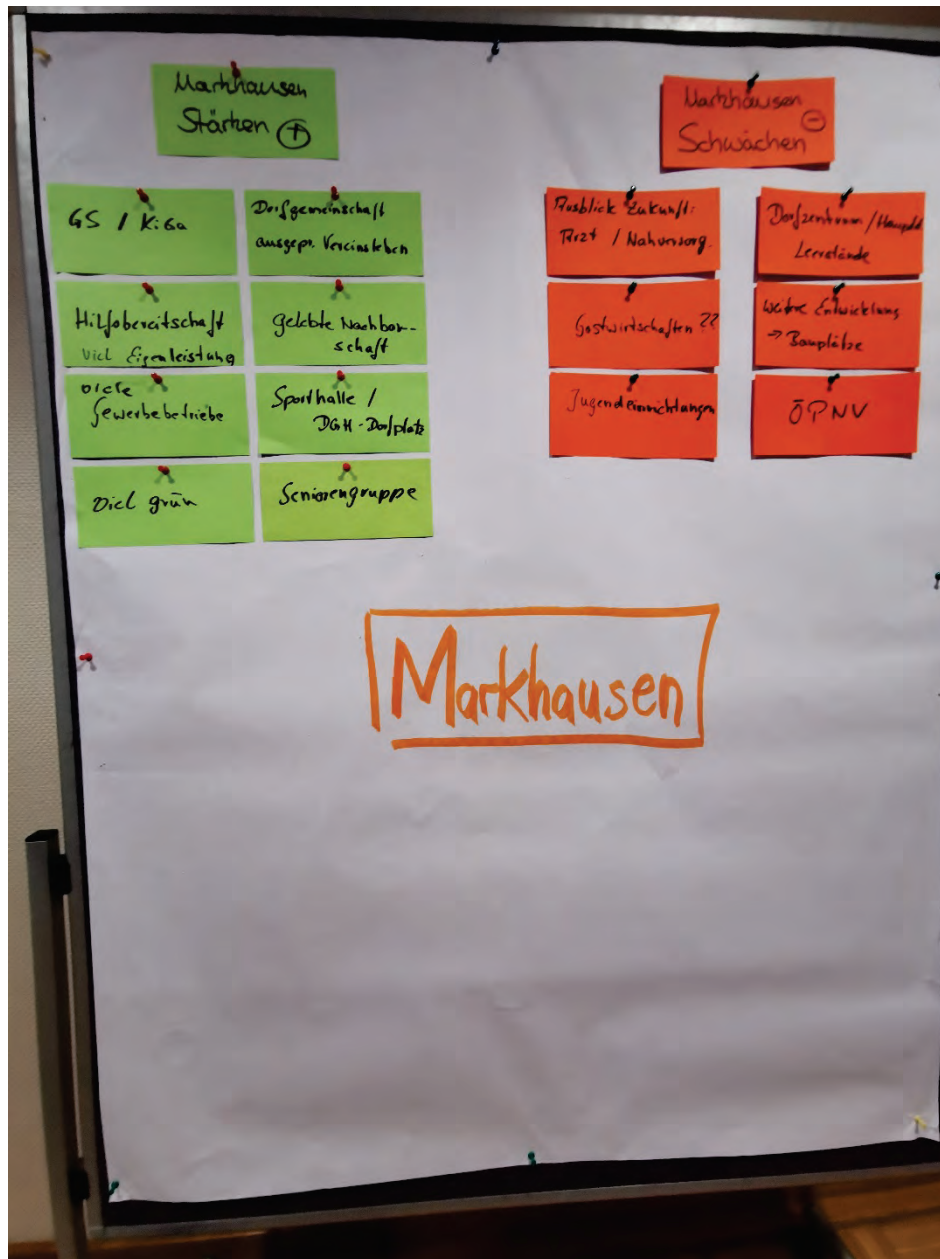 Markhausen
Stärken +
GS / KiGa
Dorfgemeinschaft
ausgepr. Vereinsleben
Hilfsbereitschaft
viel Eigenleistung
gelebte Nachbar-
schaft
viele
Gewerbebetriebe
Sporthalle /
DGH-Dorfplatz
viel grün
Seniorengruppe
Markhausen
Schwächen -
Ausblick Zukunft:
Arzt / Nahversorg.
Dorfzentrum /
Leerstände
Gastwirtschaften ??
weitere Entwicklung
→ Bauplätze
Jugendeinrichtungen
ÖPNV
Markhausen